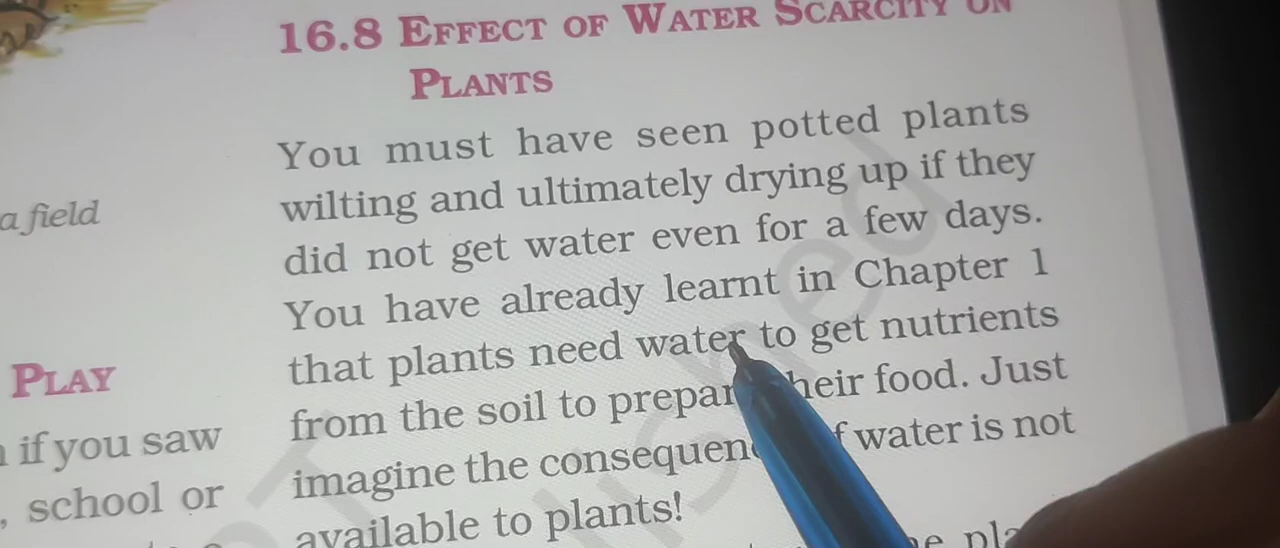 a field
PLAY
if you saw
, school or
16.8 EFFECT OF WATER SCARCITY ON
PLANTS
You must have seen potted plants
wilting and ultimately drying up if they
did not get water even for a few days.
You have already learnt in Chapter 1
that plants need water to get nutrients
from the soil to their food. Just
imagine the water is not
available to plants!